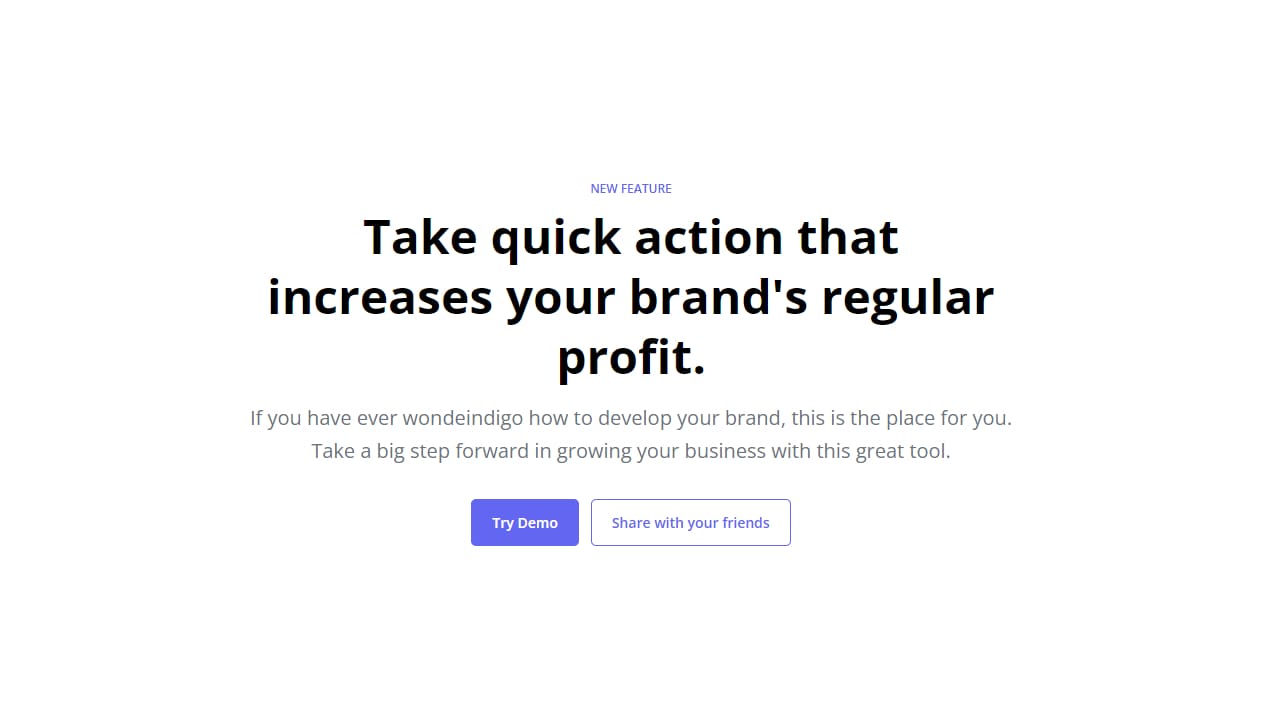 NEW FEATURE
Take quick action that
increases your brand's regular
profit.
If you have ever wondeindigo how to develop your brand, this is the place for you.
Take a big step forward in growing your business with this great tool.
Try Demo
Share with your friends